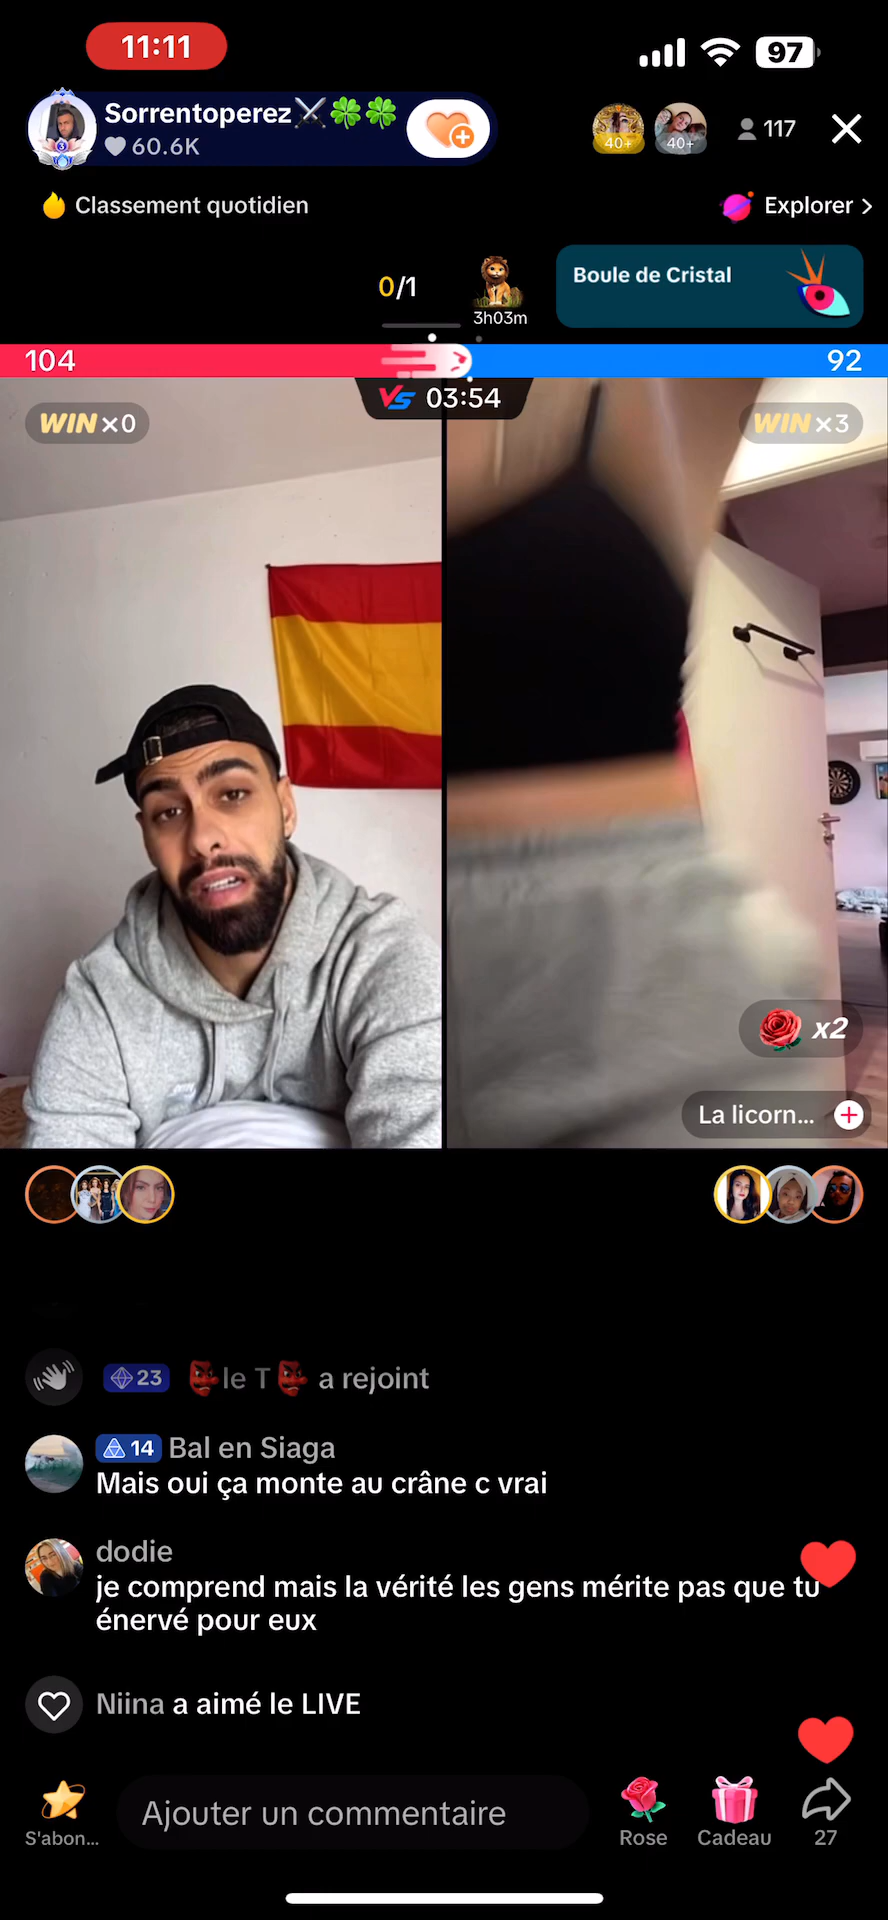 11:11
97
Sorrentoperez⚔️🍀🍀
60.6K
40+
40+
117
Classement quotidien
Explorer >
0/1
3h03m
Boule de Cristal
104
92
VS 03:54
WIN x0
WIN x3
x2
La licorn...
23 👺le T👺 a rejoint
14 Bal en Siaga
Mais oui ça monte au crâne c vrai
dodie
je comprend mais la vérité les gens mérite pas que tu
énervé pour eux
Niina a aimé le LIVE
S'abon...
Ajouter un commentaire
Rose
Cadeau
27